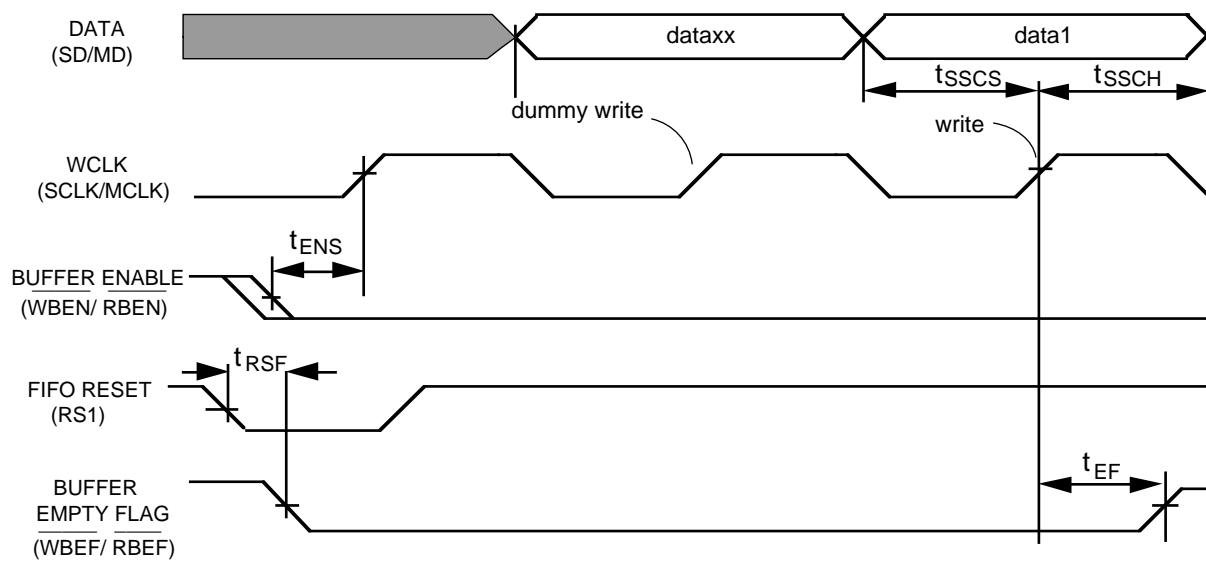 DATA
(SD/MD)
dataxx
data1
tSSCS
tSSCH
dummy write
write
WCLK
(SCLK/MCLK)
tENS
BUFFER ENABLE
(WBEN/ RBEN)
tRSF
FIFO RESET
(RS1)
tEF
BUFFER
EMPTY FLAG
(WBEF/ RBEF)